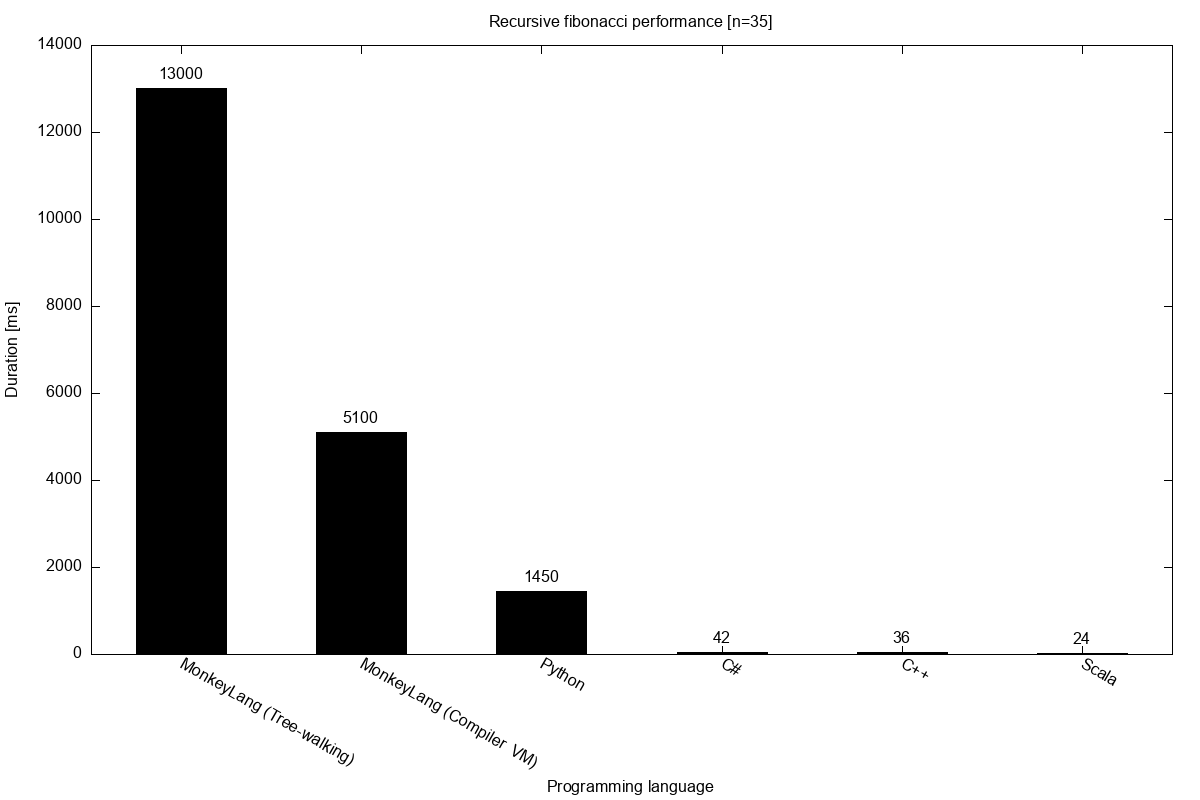 Recursive fibonacci performance [n=35]
14000
12000
10000
8000
6000
4000
2000
0
Duration [ms]
13000
5100
1450
42
36
24
MonkeyLang (Tree-walking)
MonkeyLang (Compiler VM)
Python
C#
C++
Scala
Programming language